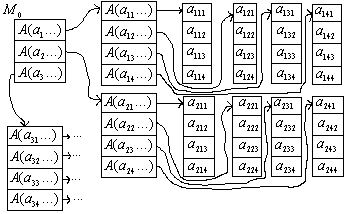 M₀
A(a₁…)
A(a₂…)
A(a₃…)
A(a₁₁…)
A(a₁₂…)
A(a₁₃…)
A(a₁₄…)
a₁₁₁ a₁₂₁ a₁₃₁ a₁₄₁
a₁₁₂ a₁₂₂ a₁₃₂ a₁₄₂
a₁₁₃ a₁₂₃ a₁₃₃ a₁₄₃
a₁₁₄ a₁₂₄ a₁₃₄ a₁₄₄
A(a₂₁…)
A(a₂₂…)
A(a₂₃…)
A(a₂₄…)
a₂₁₁ a₂₂₁ a₂₃₁ a₂₄₁
a₂₁₂ a₂₂₂ a₂₃₂ a₂₄₂
a₂₁₃ a₂₂₃ a₂₃₃ a₂₄₃
a₂₁₄ a₂₂₄ a₂₃₄ a₂₄₄
A(a₃₁…) …
A(a₃₂…) …
A(a₃₃…) …
A(a₃₄…) …